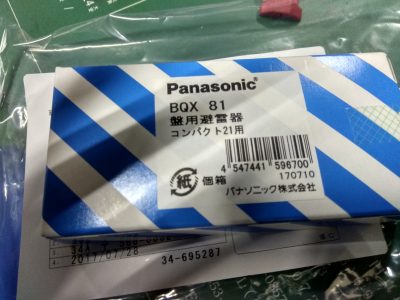 Panasonic
BQX 81
盤用避雷器
コンパクト21用
4 547441 596700
170710
紙 個箱
パナソニック株式会社
2017/07/28
34-695287